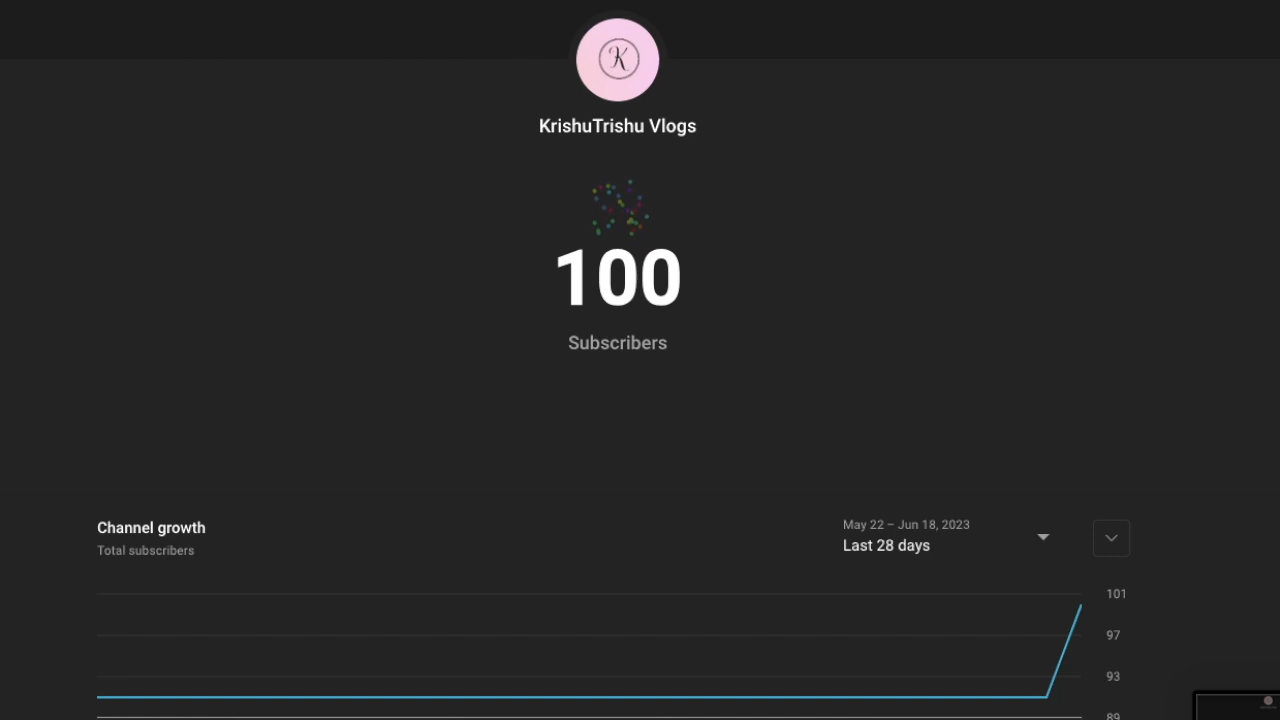 K
KrishuTrishu Vlogs
100
Subscribers
Channel growth
Total subscribers
May 22 – Jun 18, 2023
Last 28 days
101
97
93
89